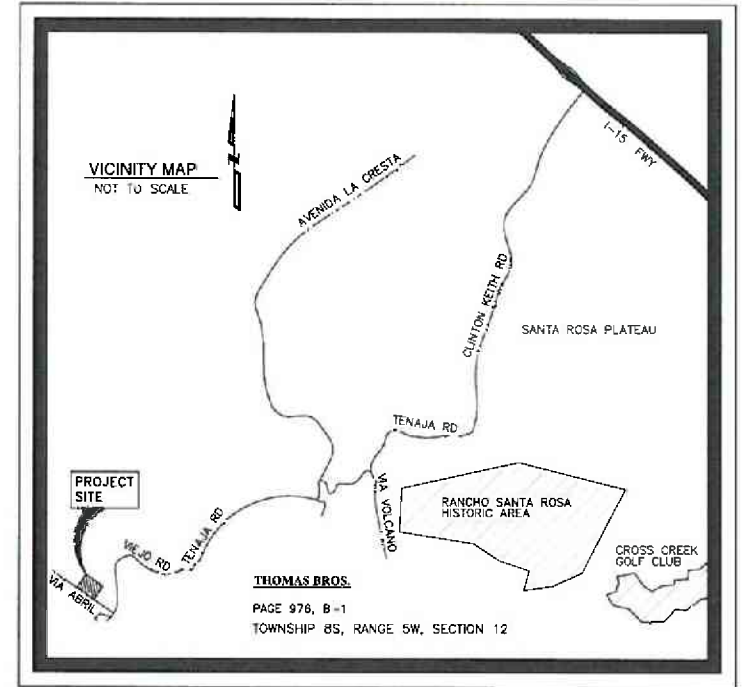 I-15 FWY
VICINITY MAP
NOT TO SCALE
AVENIDA LA CRESTA
CLINTON KEITH RD
SANTA ROSA PLATEAU
TENAJA RD
PROJECT
SITE
VIA VOLCANO
RANCHO SANTA ROSA
HISTORIC AREA
TENAJA RD
VIEJO RD
CROSS CREEK
GOLF CLUB
VIA ABRIL
THOMAS BROS.
PAGE 976, B-1
TOWNSHIP 8S, RANGE 5W, SECTION 12